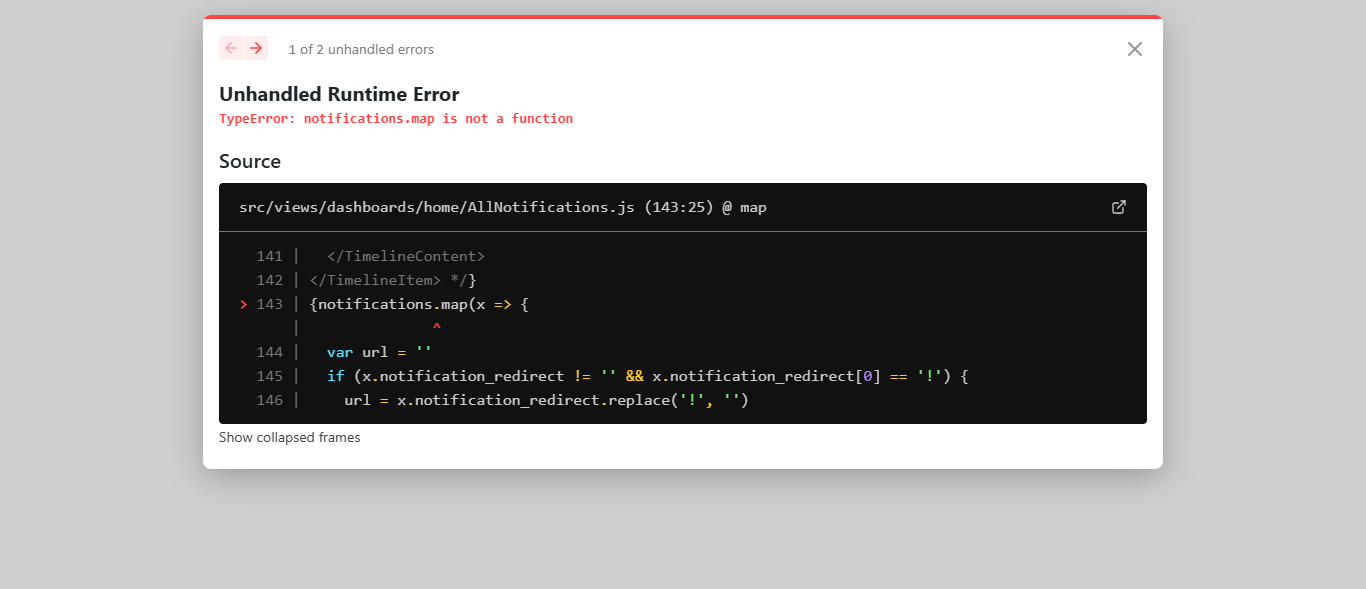 ← → 1 of 2 unhandled errors
Unhandled Runtime Error
TypeError: notifications.map is not a function
Source
src/views/dashboards/home/AllNotifications.js (143:25) @ map
141 |   </TimelineContent>
142 | </TimelineItem> */}
> 143 | {notifications.map(x => {
|               ^
144 |   var url = ''
145 |   if (x.notification_redirect != '' && x.notification_redirect[0] == '!') {
146 |     url = x.notification_redirect.replace('!', '')
Show collapsed frames